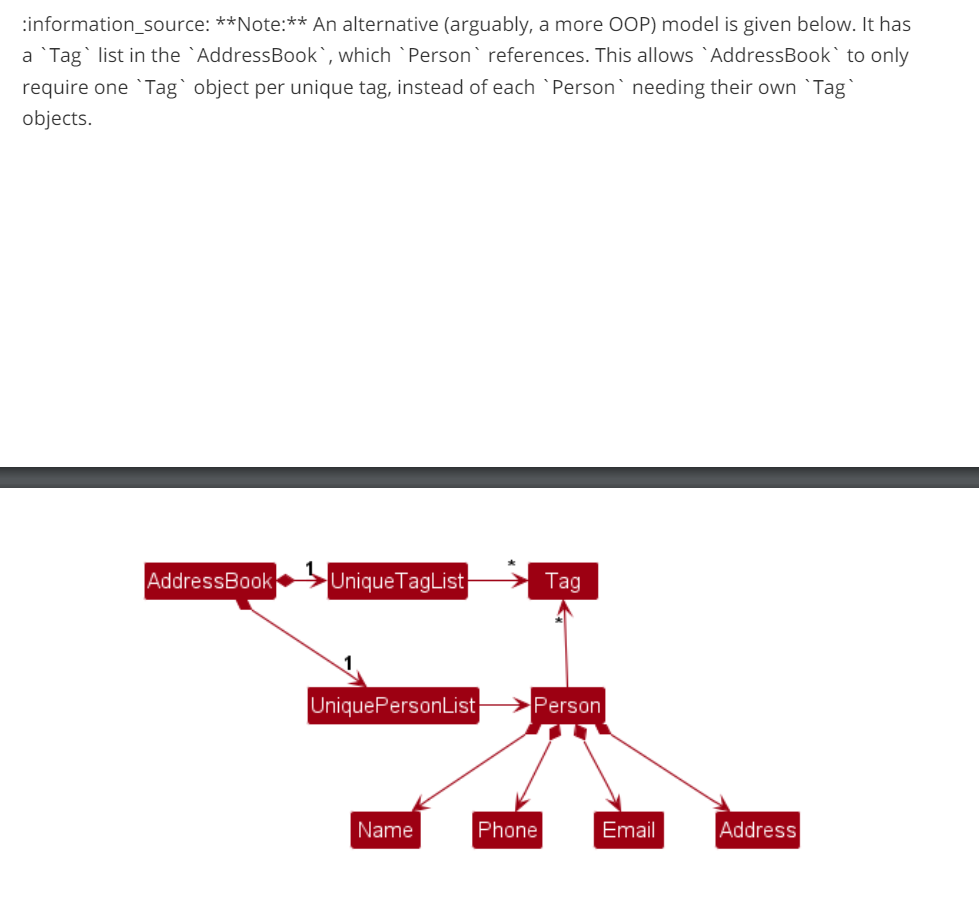 :information_source: **Note:** An alternative (arguably, a more OOP) model is given below. It has
a `Tag` list in the `AddressBook`, which `Person` references. This allows `AddressBook` to only
require one `Tag` object per unique tag, instead of each `Person` needing their own `Tag`
objects.
AddressBook 1 UniqueTagList * Tag
*
1
UniquePersonList Person
Name Phone Email Address